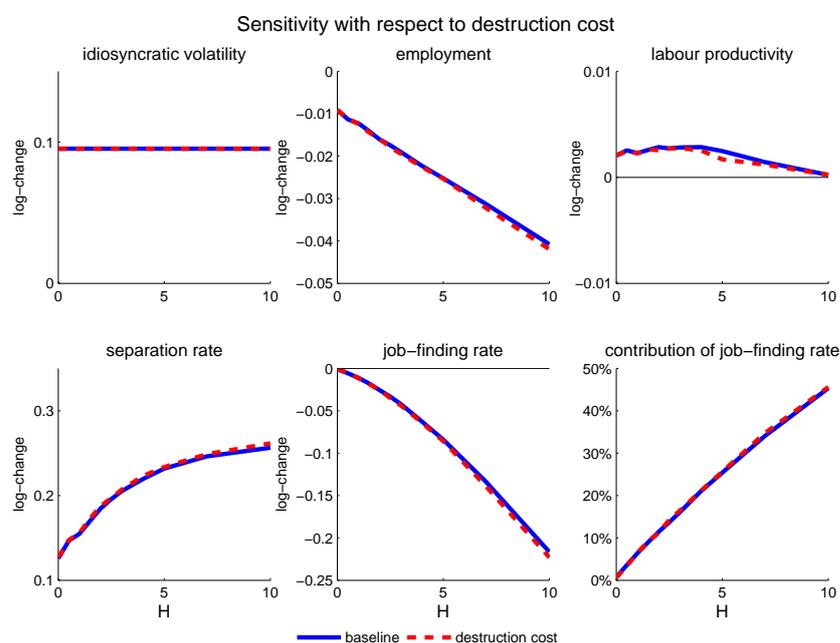 Sensitivity with respect to destruction cost
idiosyncratic volatility
employment
labour productivity
0.1
0
log−change
0
5
10
0
−0.01
−0.02
−0.03
−0.04
−0.05
log−change
0
5
10
0.01
0
−0.01
log−change
0
5
10
separation rate
job−finding rate
contribution of job−finding rate
0.3
0.2
0.1
log−change
0
5
10
H
0
−0.05
−0.1
−0.15
−0.2
−0.25
log−change
0
5
10
50%
40%
30%
20%
10%
0%
0
5
10
H
baseline
destruction cost